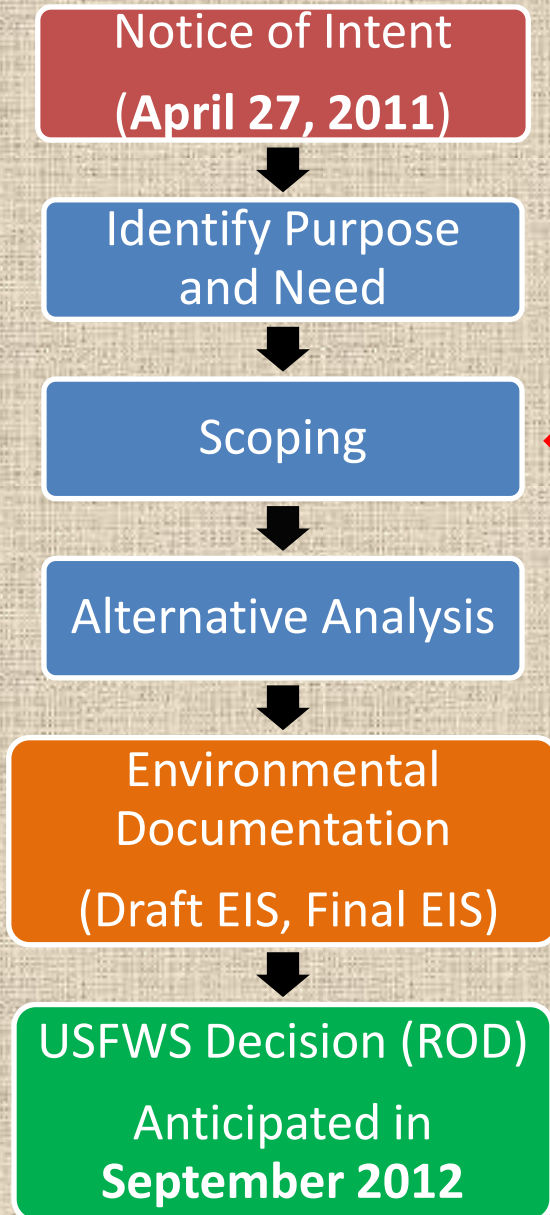 Notice of Intent
(April 27, 2011)
Identify Purpose
and Need
Scoping
Alternative Analysis
Environmental
Documentation
(Draft EIS, Final EIS)
USFWS Decision (ROD)
Anticipated in
September 2012